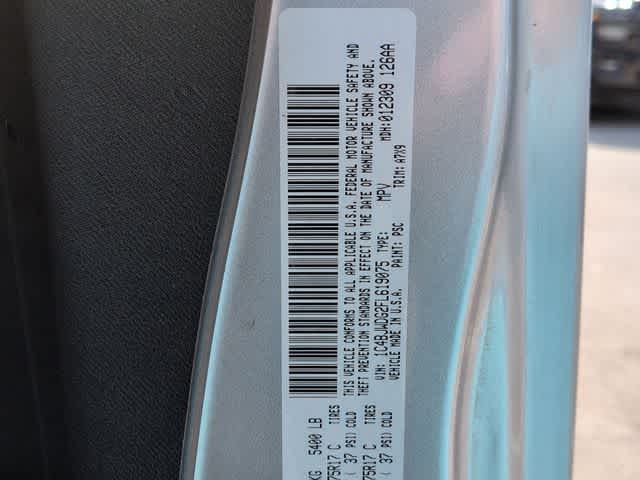 KG 5400 LB
75R17 C TIRES
( 37 PSI) COLD
75R17 C TIRES
( 37 PSI) COLD
THIS VEHICLE CONFORMS TO ALL APPLICABLE U.S.A. FEDERAL MOTOR VEHICLE SAFETY AND
THEFT PREVENTION STANDARDS IN EFFECT ON THE DATE OF MANUFACTURE SHOWN ABOVE.
VIN: 1C4BJWDG2FL619075 TYPE: MPV MDH:012309 126AA
VEHICLE MADE IN U.S.A. PAINT: PSC TRIM: A7X9